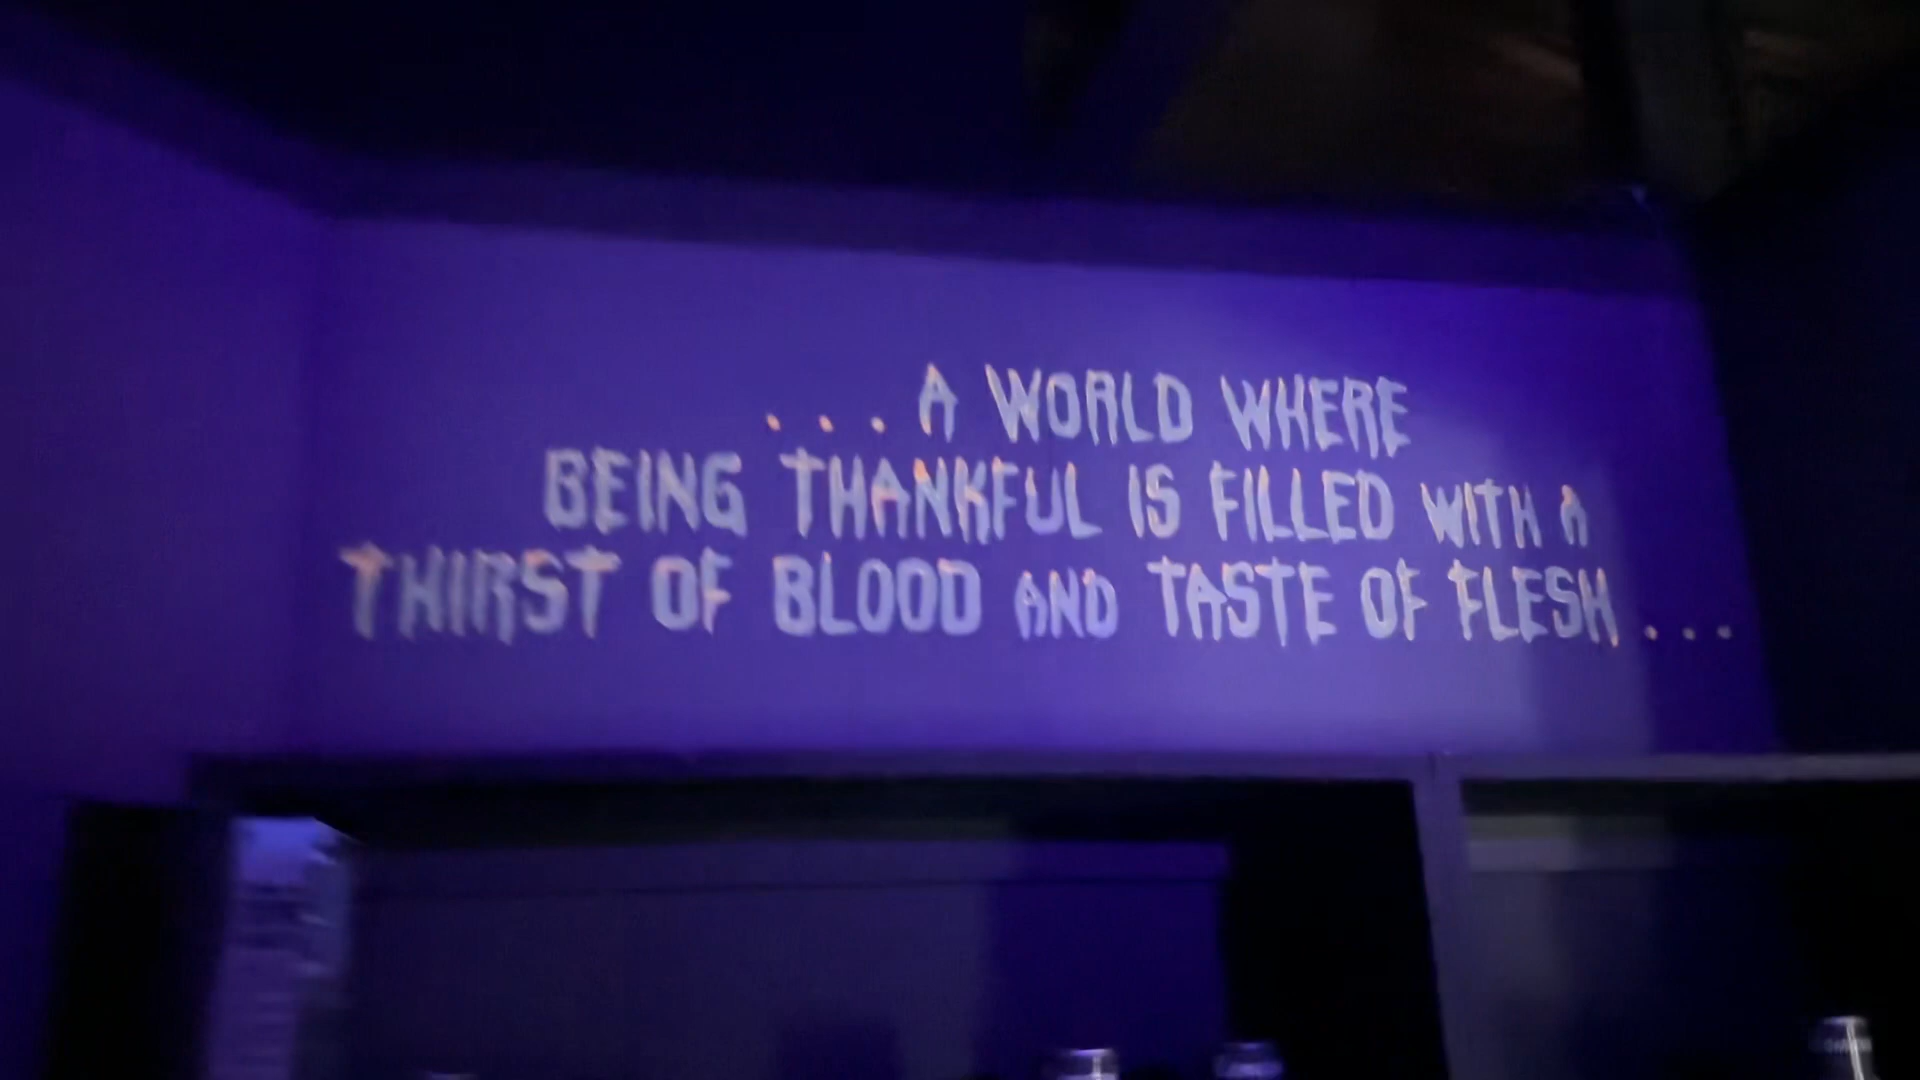 . . . A WORLD WHERE
BEING THANKFUL IS FILLED WITH A
THIRST OF BLOOD AND TASTE OF FLESH . . .